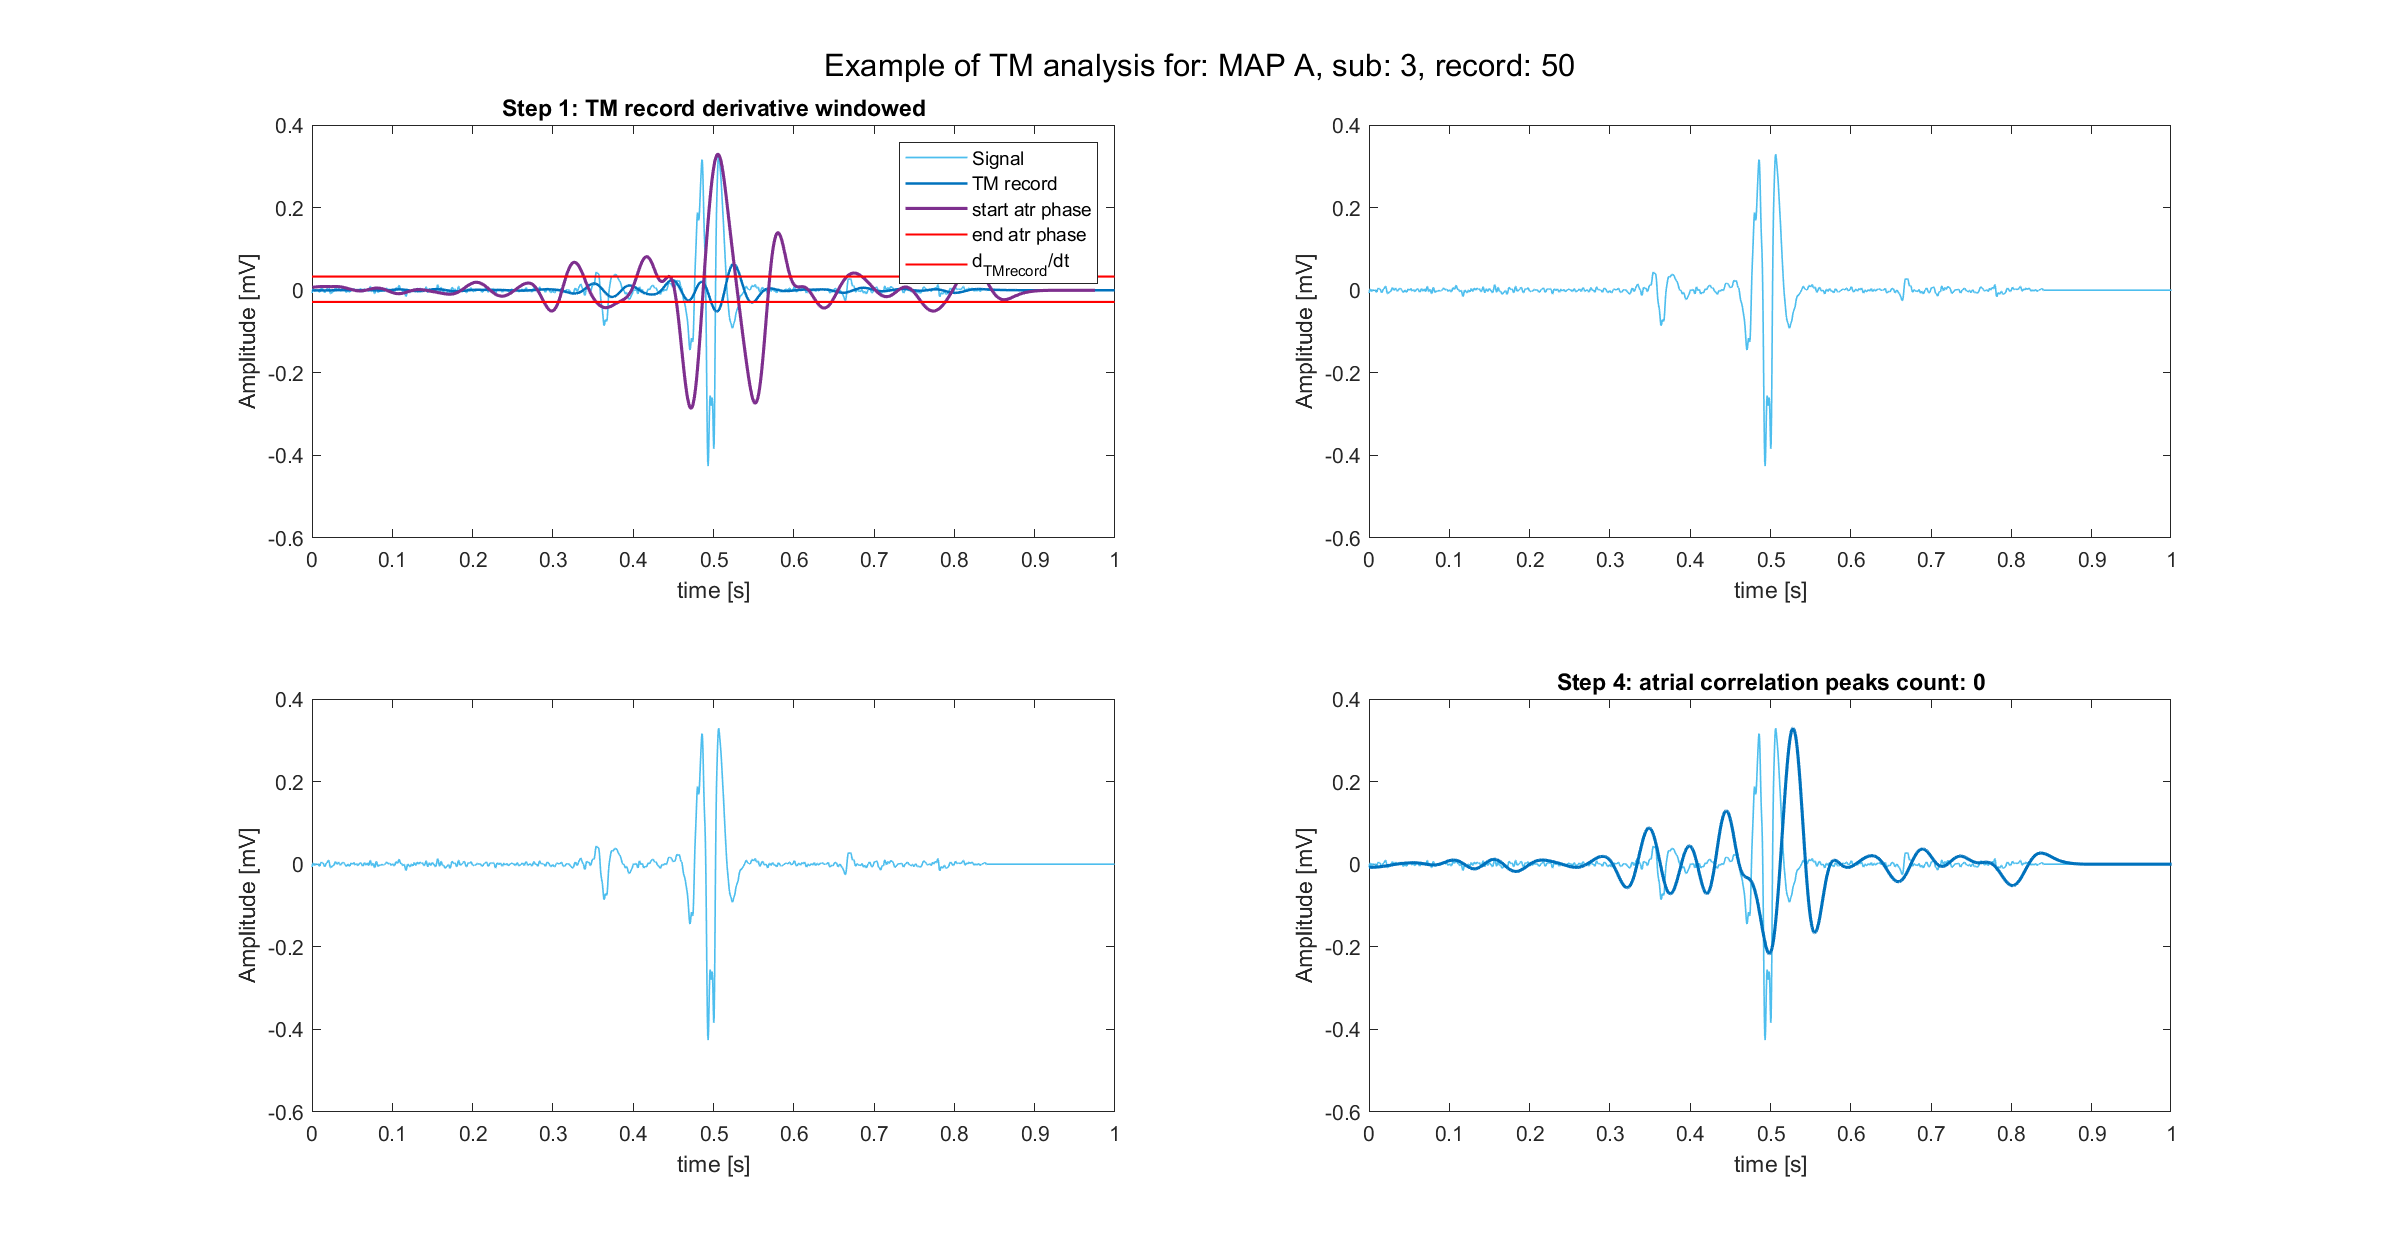 Example of TM analysis for: MAP A, sub: 3, record: 50
Step 1: TM record derivative windowed
Signal
TM record
start atr phase
end atr phase
d_TMrecord/dt
Amplitude [mV]
0.4
0.2
0
-0.2
-0.4
-0.6
0 0.1 0.2 0.3 0.4 0.5 0.6 0.7 0.8 0.9 1
time [s]
Amplitude [mV]
0.4
0.2
0
-0.2
-0.4
-0.6
0 0.1 0.2 0.3 0.4 0.5 0.6 0.7 0.8 0.9 1
time [s]
Amplitude [mV]
0.4
0.2
0
-0.2
-0.4
-0.6
0 0.1 0.2 0.3 0.4 0.5 0.6 0.7 0.8 0.9 1
time [s]
Step 4: atrial correlation peaks count: 0
Amplitude [mV]
0.4
0.2
0
-0.2
-0.4
-0.6
0 0.1 0.2 0.3 0.4 0.5 0.6 0.7 0.8 0.9 1
time [s]